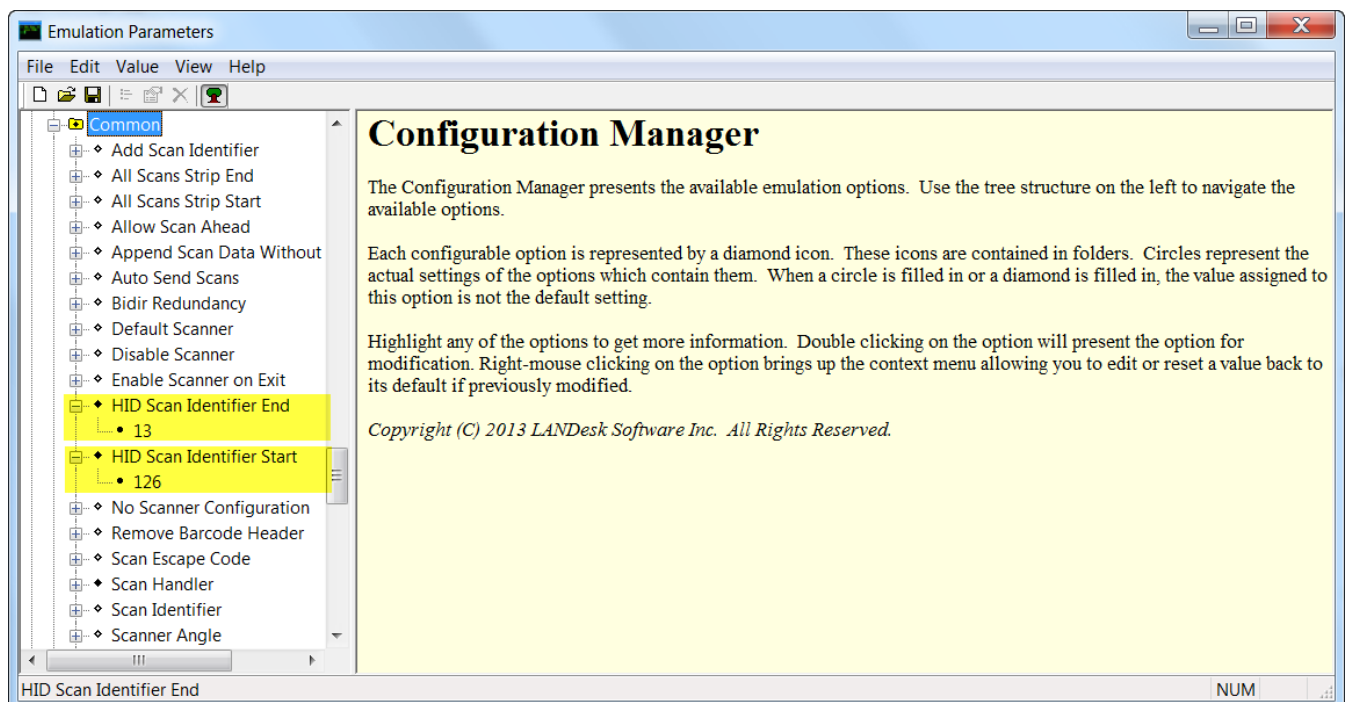 Emulation Parameters
File Edit Value View Help
Common
Add Scan Identifier
All Scans Strip End
All Scans Strip Start
Allow Scan Ahead
Append Scan Data Without
Auto Send Scans
Bidir Redundancy
Default Scanner
Disable Scanner
Enable Scanner on Exit
HID Scan Identifier End
13
HID Scan Identifier Start
126
No Scanner Configuration
Remove Barcode Header
Scan Escape Code
Scan Handler
Scan Identifier
Scanner Angle
Configuration Manager
The Configuration Manager presents the available emulation options. Use the tree structure on the left to navigate the
available options.
Each configurable option is represented by a diamond icon. These icons are contained in folders. Circles represent the
actual settings of the options which contain them. When a circle is filled in or a diamond is filled in, the value assigned to
this option is not the default setting.
Highlight any of the options to get more information. Double clicking on the option will present the option for
modification. Right-mouse clicking on the option brings up the context menu allowing you to edit or reset a value back to
its default if previously modified.
Copyright (C) 2013 LANDesk Software Inc. All Rights Reserved.
HID Scan Identifier End
NUM